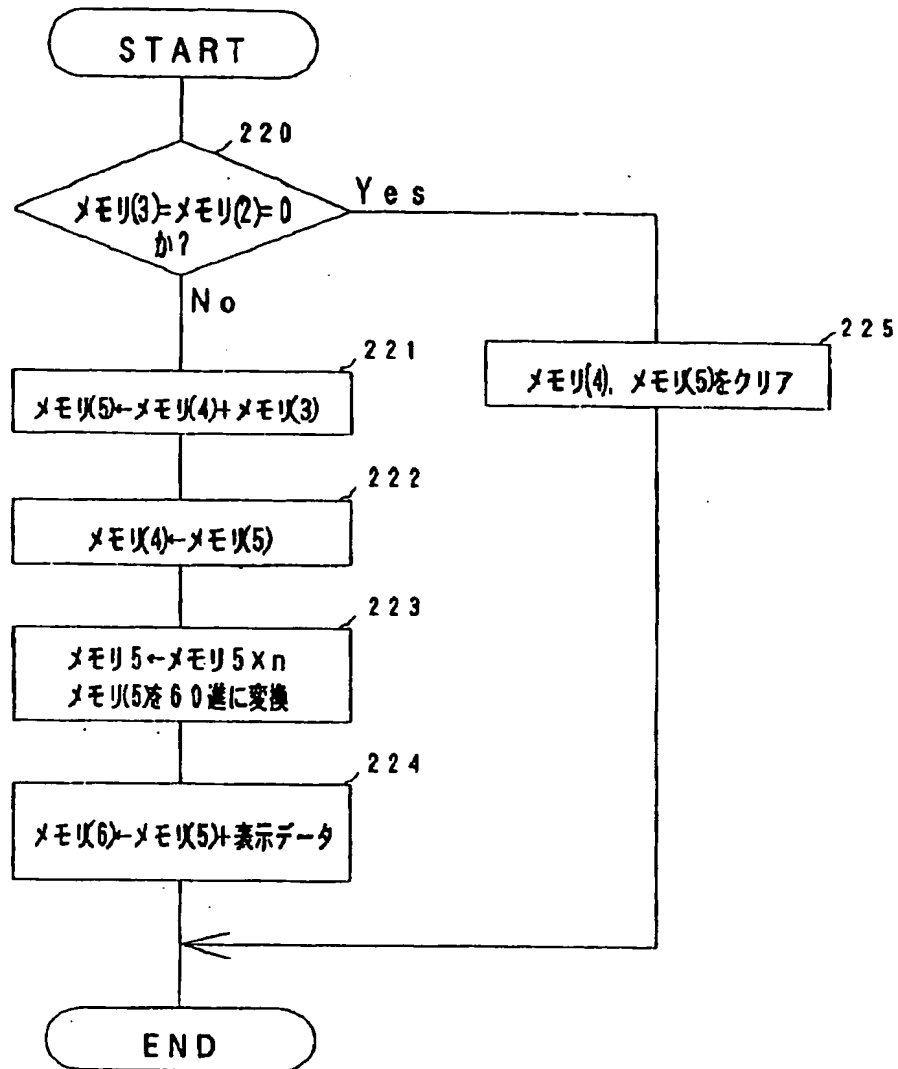 START
220
メモリ(3)=メモリ(2)=0
か?
Yes
No
221
メモリ(5)←メモリ(4)+メモリ(3)
225
メモリ(4), メモリ(5)をクリア
222
メモリ(4)←メモリ(5)
223
メモリ5←メモリ5×n
メモリ(5)を60進に変換
224
メモリ(6)←メモリ(5)+表示データ
END